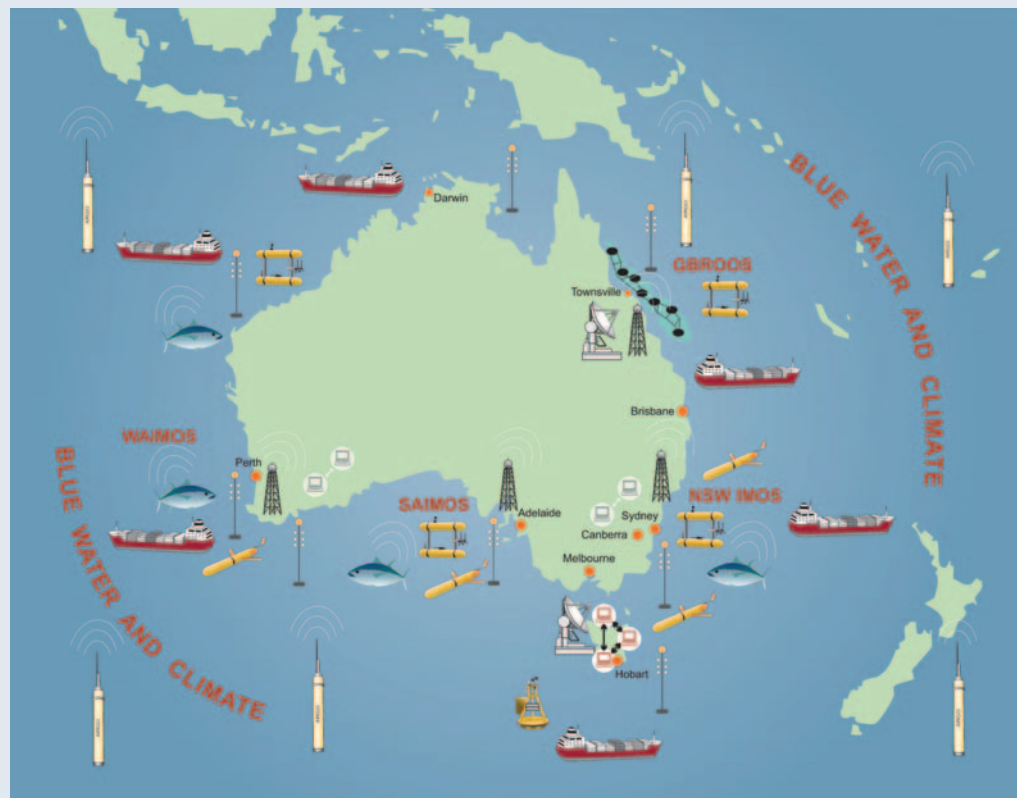 BLUE WATER AND CLIMATE
Darwin
GBROOS
Townsville
Brisbane
WAIMOS
Perth
SAIMOS
Adelaide
NSW IMOS
Sydney
Canberra
Melbourne
BLUE WATER AND CLIMATE
Hobart